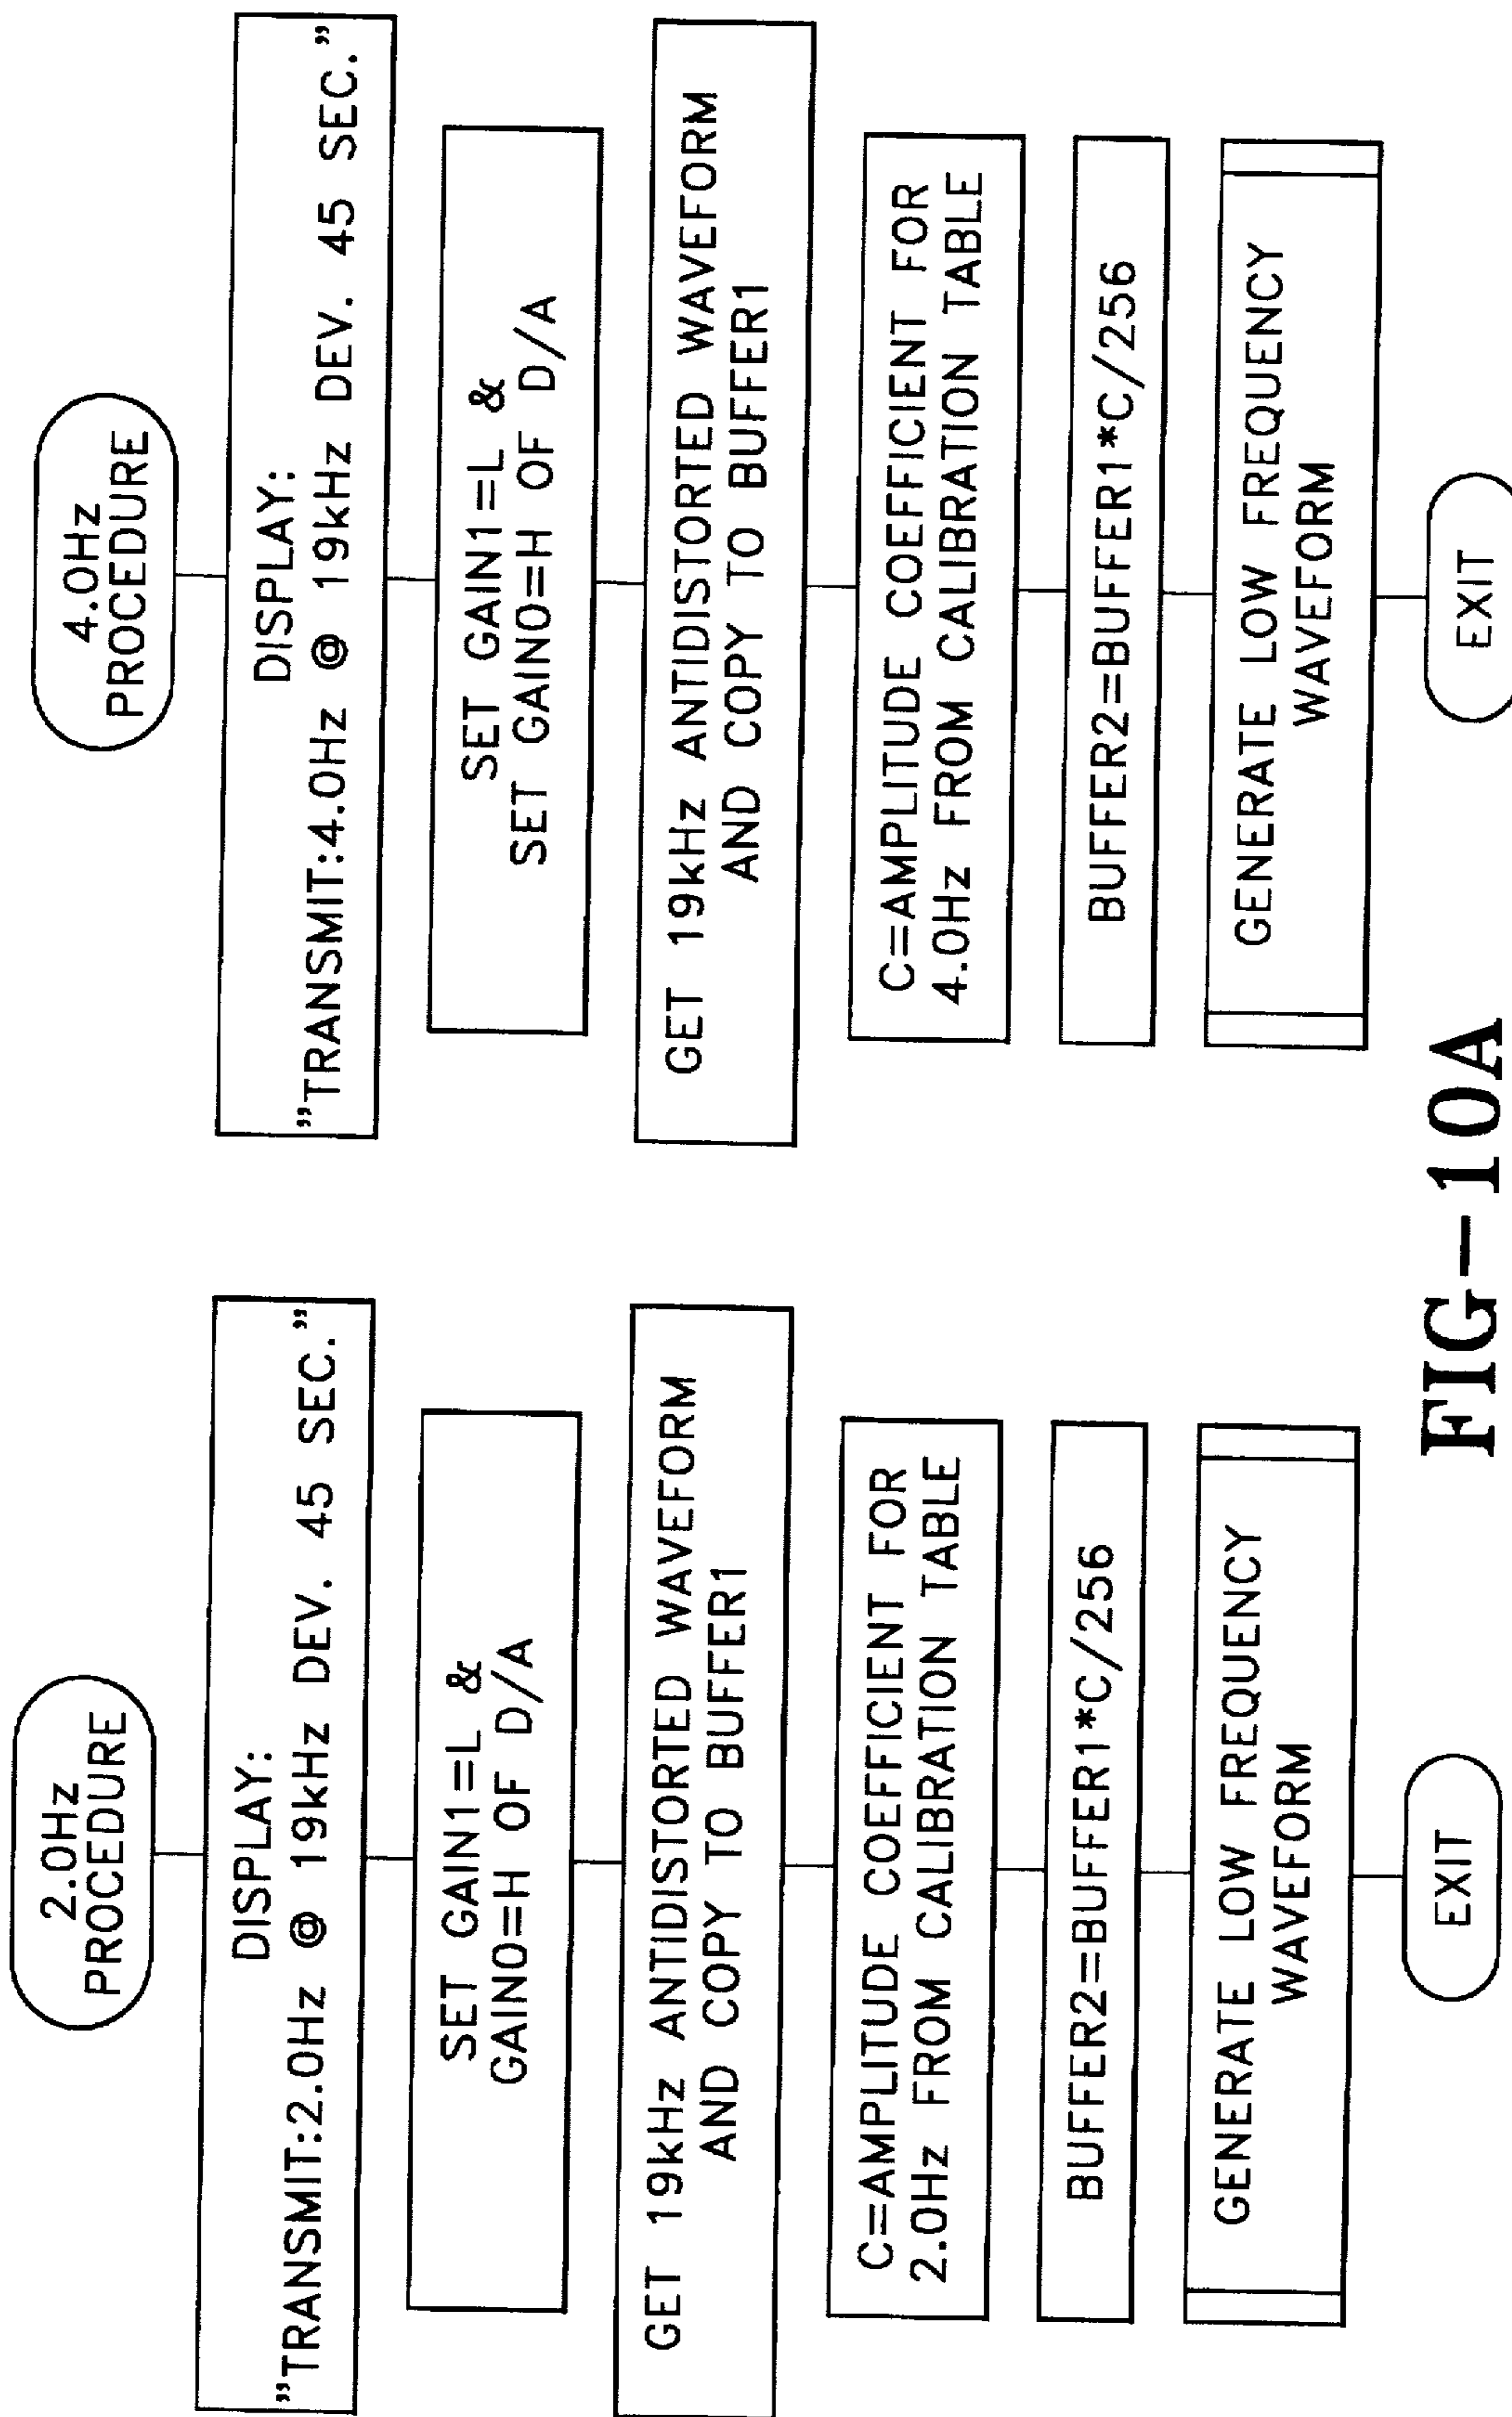 2.0Hz
PROCEDURE
DISPLAY:
"TRANSMIT:2.0Hz @ 19kHz DEV. 45 SEC."
SET GAIN1=L &
GAIN0=H OF D/A
GET 19kHz ANTIDISTORTED WAVEFORM
AND COPY TO BUFFER1
C=AMPLITUDE COEFFICIENT FOR
2.0Hz FROM CALIBRATION TABLE
BUFFER2=BUFFER1*C/256
GENERATE LOW FREQUENCY
WAVEFORM
EXIT
4.0Hz
PROCEDURE
DISPLAY:
"TRANSMIT:4.0Hz @ 19kHz DEV. 45 SEC."
SET GAIN1=L &
SET GAIN0=H OF D/A
GET 19kHz ANTIDISTORTED WAVEFORM
AND COPY TO BUFFER1
C=AMPLITUDE COEFFICIENT FOR
4.0Hz FROM CALIBRATION TABLE
BUFFER2=BUFFER1*C/256
GENERATE LOW FREQUENCY
WAVEFORM
EXIT
FIG-10A